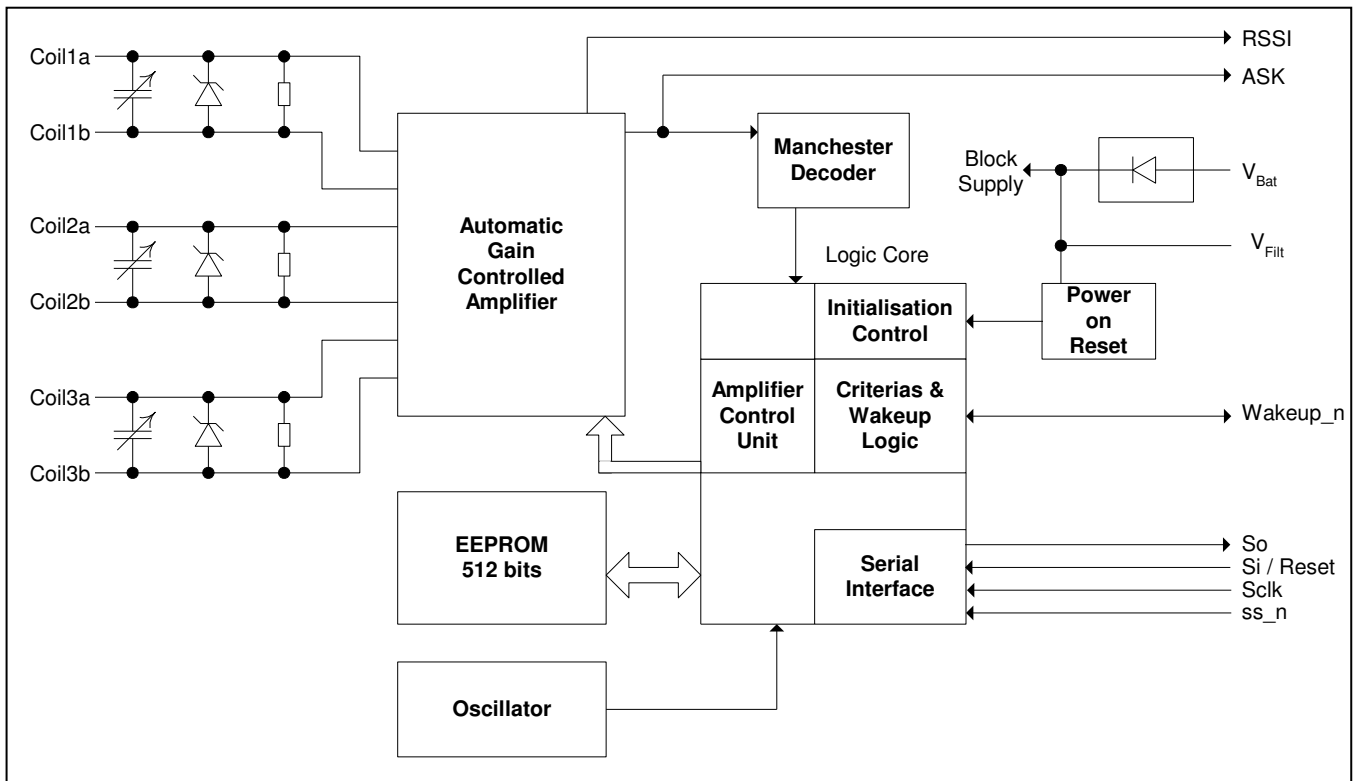 Coil1a
Coil1b
Coil2a
Coil2b
Coil3a
Coil3b
Automatic
Gain
Controlled
Amplifier
RSSI
ASK
Manchester
Decoder
Block
Supply
VBat
VFilt
Power
on
Reset
Logic Core
Initialisation
Control
Amplifier
Control
Unit
Criterias &
Wakeup
Logic
Wakeup_n
EEPROM
512 bits
Serial
Interface
So
Si / Reset
Sclk
ss_n
Oscillator